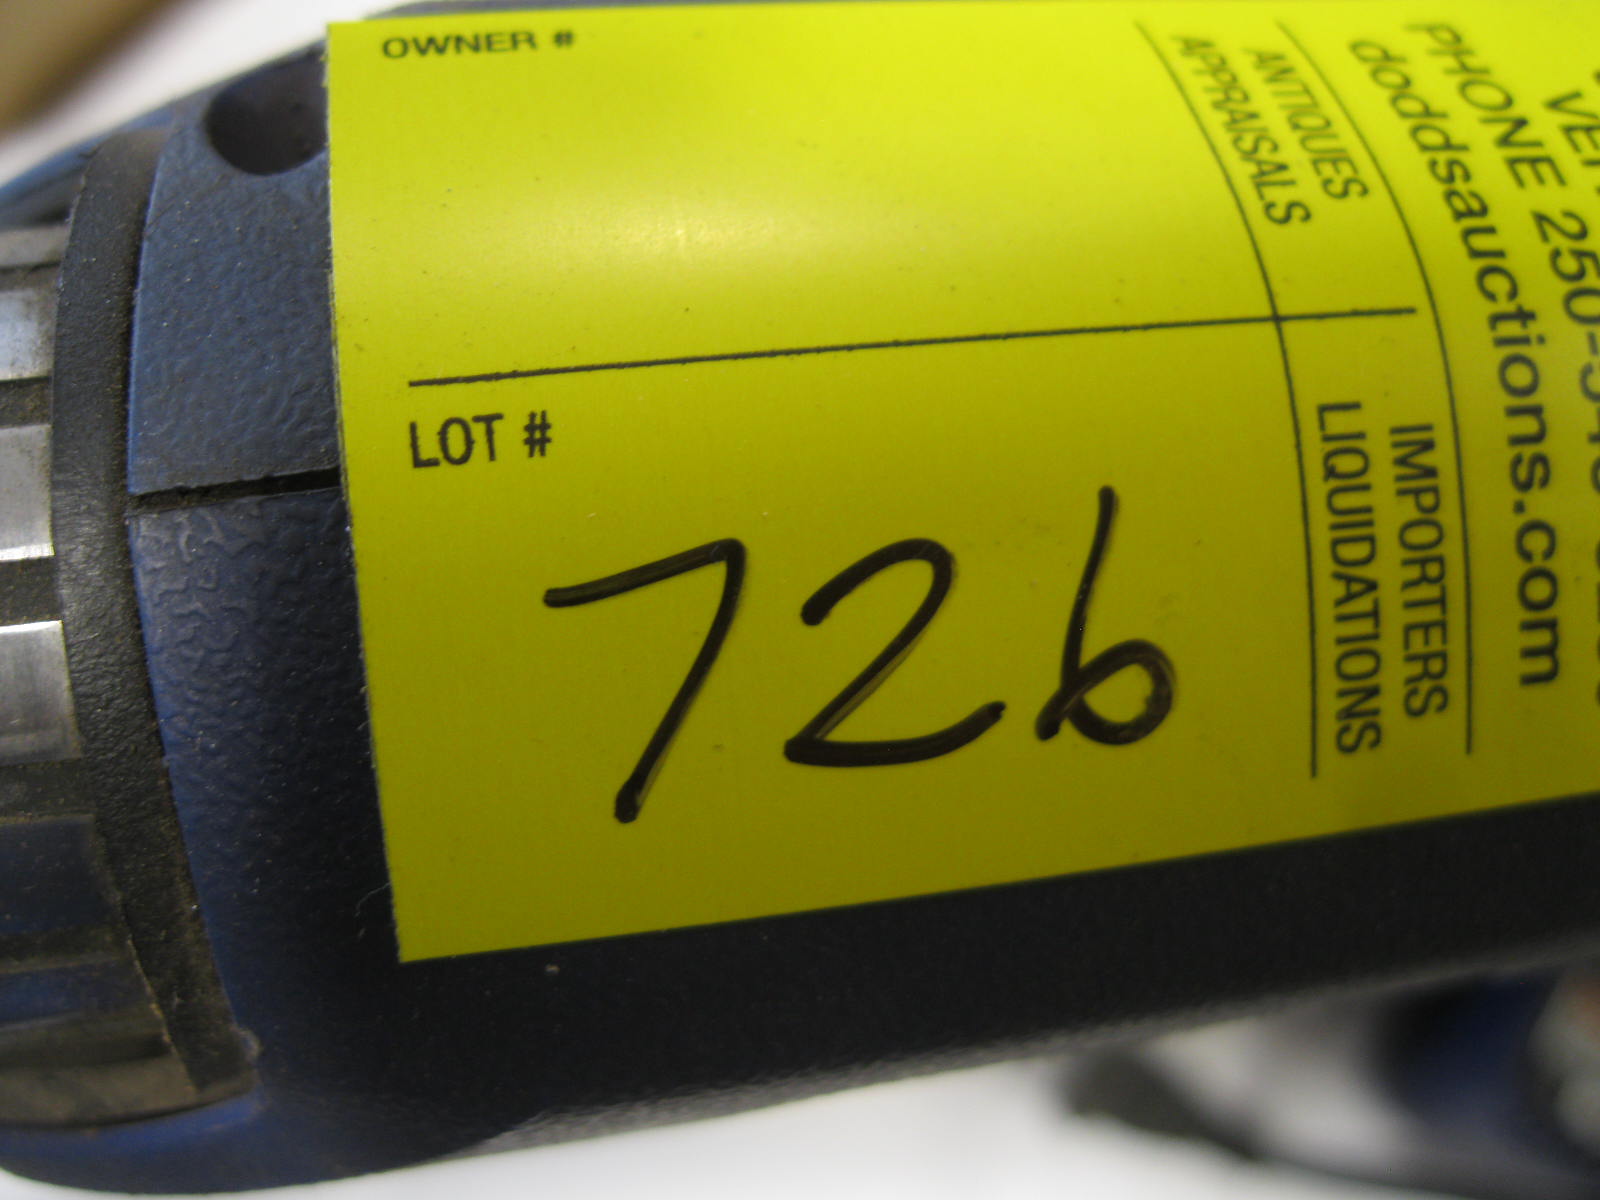 OWNER #
LOT #
726
ANTIQUES
APPRAISALS
IMPORTERS
LIQUIDATIONS
PHONE 250-
doddsauctions.com